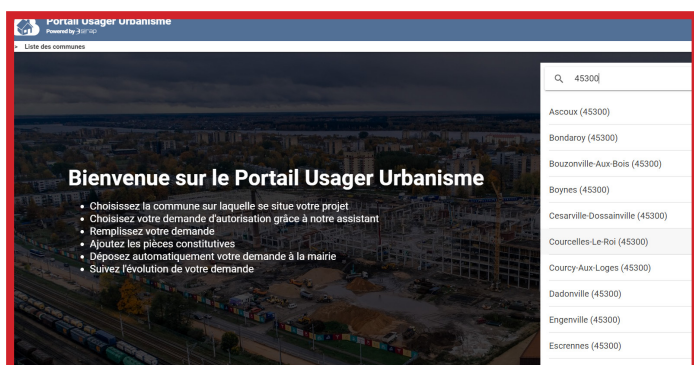 Portail Usager Urbanisme
Powered by sirap
> Liste des communes
45300
Ascoux (45300)
Bondaroy (45300)
Bouzonville-Aux-Bois (45300)
Boynes (45300)
Cesarville-Dossainville (45300)
Courcelles-Le-Roi (45300)
Courcy-Aux-Loges (45300)
Dadonville (45300)
Engenville (45300)
Escrennes (45300)
Bienvenue sur le Portail Usager Urbanisme
• Choisissez la commune sur laquelle se situe votre projet
• Choisisez votre demande d'autorisation grâce à notre assistant
• Remplissez votre demande
• Ajoutez les pièces constitutives
• Déposez automatiquement votre demande à la mairie
• Suivez l'évolution de votre demande